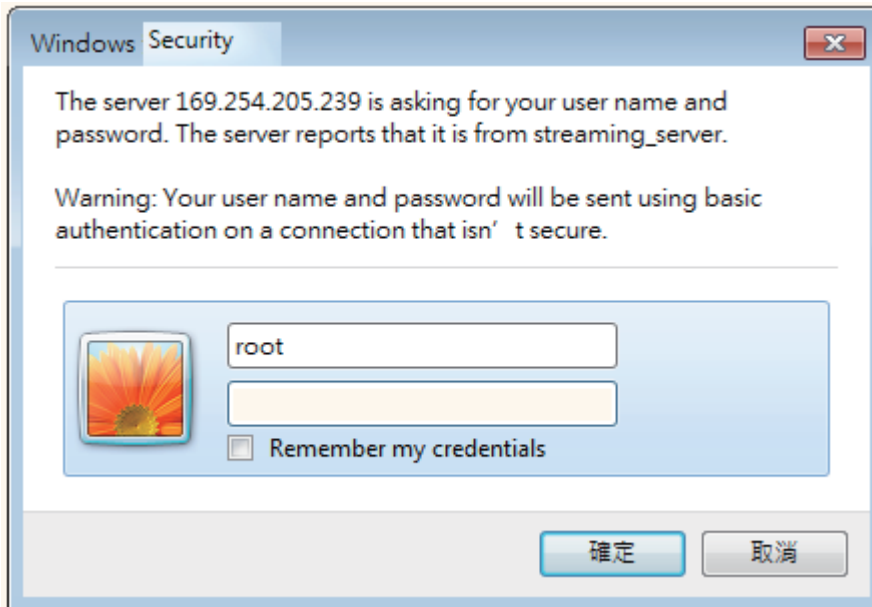 Windows Security
The server 169.254.205.239 is asking for your user name and
password. The server reports that it is from streaming_server.
Warning: Your user name and password will be sent using basic
authentication on a connection that isn’ t secure.
root
Remember my credentials
確定
取消